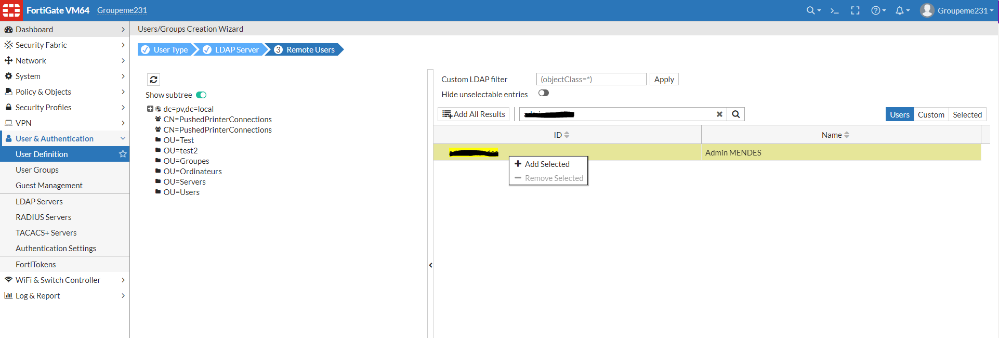 FortiGate VM64 Groupeme231 Groupeme231
Dashboard
Security Fabric
Network
System
Policy & Objects
Security Profiles
VPN
User & Authentication
User Definition
User Groups
Guest Management
LDAP Servers
RADIUS Servers
TACACS+ Servers
Authentication Settings
FortiTokens
WiFi & Switch Controller
Log & Report
Users/Groups Creation Wizard
User Type LDAP Server 3 Remote Users
Show subtree
dc=pv,dc=local
CN=PushedPrinterConnections
CN=PushedPrinterConnections
OU=Test
OU=test2
OU=Groupes
OU=Ordinateurs
OU=Servers
OU=Users
Custom LDAP filter (objectClass=*) Apply
Hide unselectable entries
Add All Results Users Custom Selected
ID Name
Admin MENDES
Add Selected
Remove Selected